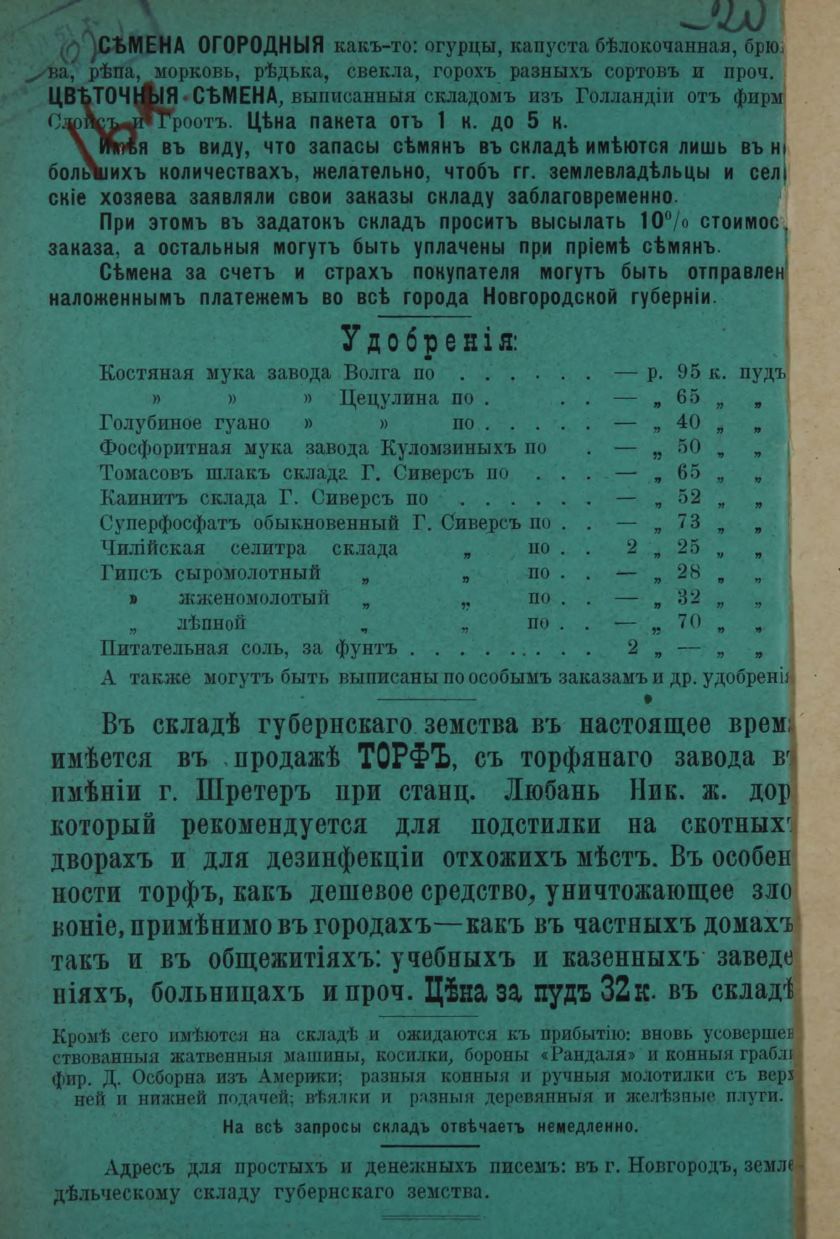 СѢМЕНА ОГОРОДНЫЯ какъ-то: огурцы, капуста бѣлокочанная, брю
ва, рѣпа, морковь, рѣдька, свекла, горохъ разныхъ сортовъ и проч.
ЦВѢТОЧНЫЯ СѢМЕНА, выписанныя складомъ изъ Голландіи отъ фирм
Слойсъ и Гроотъ. Цѣна пакета отъ 1 к. до 5 к.
Имѣя въ виду, что запасы сѣмянъ въ складѣ имѣются лишь въ н
большихъ количествахъ, желательно, чтобъ гг. землевладѣльцы и сел
скіе хозяева заявляли свои заказы складу заблаговременно.
При этомъ въ задатокъ складъ проситъ высылать 10% стоимос
заказа, а остальныя могутъ быть уплачены при пріемѣ сѣмянъ.
Сѣмена за счетъ и страхъ покупателя могутъ быть отправлен
наложеннымъ платежемъ во всѣ города Новгородской губерніи.
Удобренія:
Костяная мука завода Волга по . . . . . . — р. 95 к. пудъ
» » » Цецулина по . . . — „ 65 „ „
Голубиное гуано » » по . . . . . — „ 40 „ „
Фосфоритная мука завода Куломзиныхъ по . — „ 50 „ „
Томасовъ шлакъ склада Г. Сиверсъ по . . . — „ 65 „ „
Каинитъ склада Г. Сиверсъ по . . . . . . — „ 52 „ „
Суперфосфатъ обыкновенный Г. Сиверсъ по . . — „ 73 „ „
Чилійская селитра склада „ по . . 2 „ 25 „ „
Гипсъ сыромолотный „ „ по . . — „ 28 „ „
» жженомолотый „ „ по . . — „ 32 „ „
„ лѣпной „ „ по . . — „ 70 „ „
Питательная соль, за фунтъ . . . . . . . . . 2 „ — „ „
А также могутъ быть выписаны по особымъ заказамъ и др. удобренія
Въ складѣ губернскаго земства въ настоящее врем
имѣется въ продажѣ ТОРФЪ, съ торфянаго завода въ
имѣніи г. Шретеръ при станц. Любань Ник. ж. дор
который рекомендуется для подстилки на скотныхъ
дворахъ и для дезинфекціи отхожихъ мѣстъ. Въ особен
ности торфъ, какъ дешевое средство, уничтожающее зло
воніе, примѣнимо въ городахъ—какъ въ частныхъ домахъ
такъ и въ общежитіяхъ: учебныхъ и казенныхъ заведе
ніяхъ, больницахъ и проч. Цѣна за пудъ 32 к. въ складѣ
Кромѣ сего имѣются на складѣ и ожидаются къ прибытію: вновь усовершен
ствованныя жатвенныя машины, косилки, бороны «Рандаля» и конныя грабли
фир. Д. Осборна изъ Америки; разныя конныя и ручныя молотилки съ верх
ней и нижней подачей; вѣялки и разныя деревянныя и желѣзные плуги.
На всѣ запросы складъ отвѣчаетъ немедленно.
Адресъ для простыхъ и денежныхъ писемъ: въ г. Новгородъ, земле
дѣльческому складу губернскаго земства.